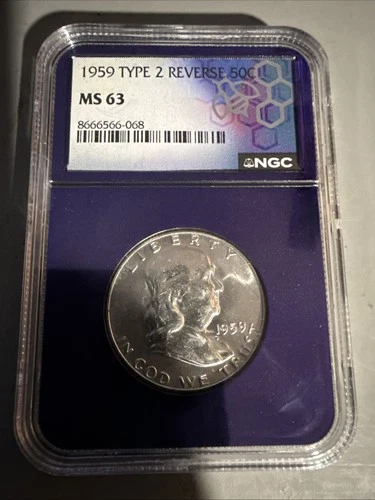 1959 TYPE 2 REVERSE 50C
MS 63
8666566-068
NGC
LIBERTY
1959
IN GOD WE TRUST